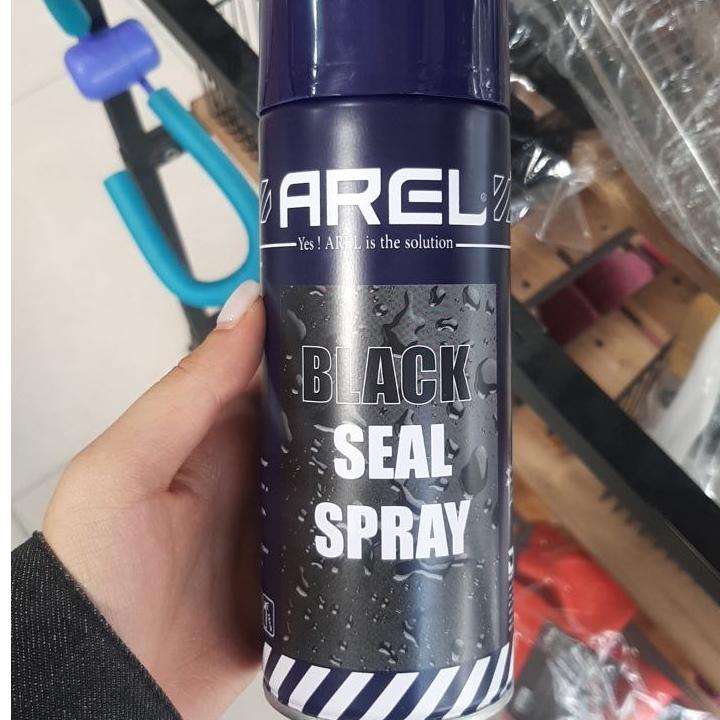 AREL®
Yes ! AREL is the solution
BLACK
SEAL
SPRAY